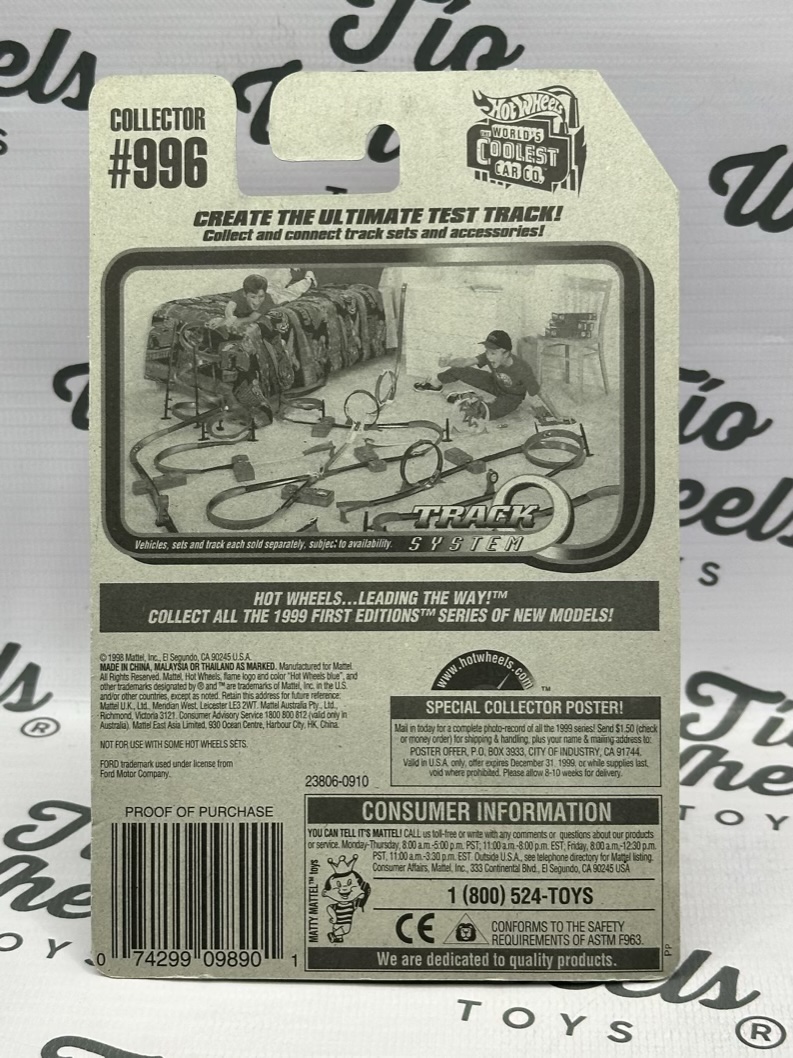 COLLECTOR
#996
HOT WHEELS
THE WORLD'S
COOLEST
CAR CO.
CREATE THE ULTIMATE TEST TRACK!
Collect and connect track sets and accessories!
TRACK
SYSTEM
Vehicles, sets and track each sold separately, subject to availability.
HOT WHEELS...LEADING THE WAY!™
COLLECT ALL THE 1999 FIRST EDITIONS™ SERIES OF NEW MODELS!
© 1998 Mattel, Inc., El Segundo, CA 90245 U.S.A.
MADE IN CHINA, MALAYSIA OR THAILAND AS MARKED. Manufactured for Mattel.
All Rights Reserved. Mattel, Hot Wheels, flame logo and color "Hot Wheels blue", and
other trademarks designated by ® and ™ are trademarks of Mattel, Inc. in the U.S.
and/or other countries, except as noted. Retain this address for future reference:
Mattel U.K., Ltd., Meridian West, Leicester LE3 2WT. Mattel Australia Pty., Ltd.,
Richmond, Victoria 3121. Consumer Advisory Service 1800 800 812 (valid only in
Australia). Mattel East Asia Limited, 930 Ocean Centre, Harbour City, HK, China.
NOT FOR USE WITH SOME HOT WHEELS SETS.
FORD trademark used under license from
Ford Motor Company.
23806-0910
www.hotwheels.com ™
SPECIAL COLLECTOR POSTER!
Mail in today for a complete photo-record of all the 1999 series! Send $1.50 (check
or money order) for shipping & handling, plus your name & mailing address to:
POSTER OFFER, P.O. BOX 3933, CITY OF INDUSTRY, CA 91744.
Valid in U.S.A. only, offer expires December 31, 1999, or while supplies last,
void where prohibited. Please allow 8-10 weeks for delivery.
PROOF OF PURCHASE
0 74299 09890 1
CONSUMER INFORMATION
YOU CAN TELL IT'S MATTEL! CALL us toll-free or write with any comments or questions about our products
or service. Monday-Thursday, 8:00 a.m.-5:00 p.m. PST; 11:00 a.m.-8:00 p.m. EST; Friday, 8:00 a.m.-12:30 p.m.
PST, 11:00 a.m.-3:30 p.m. EST. Outside U.S.A., see telephone directory for Mattel listing.
Consumer Affairs, Mattel, Inc., 333 Continental Blvd., El Segundo, CA 90245 USA
MATTY MATTEL™ toys
1 (800) 524-TOYS
CE
CONFORMS TO THE SAFETY
REQUIREMENTS OF ASTM F963.
We are dedicated to quality products.
Pp
Tío
Wheels
TOYS ®